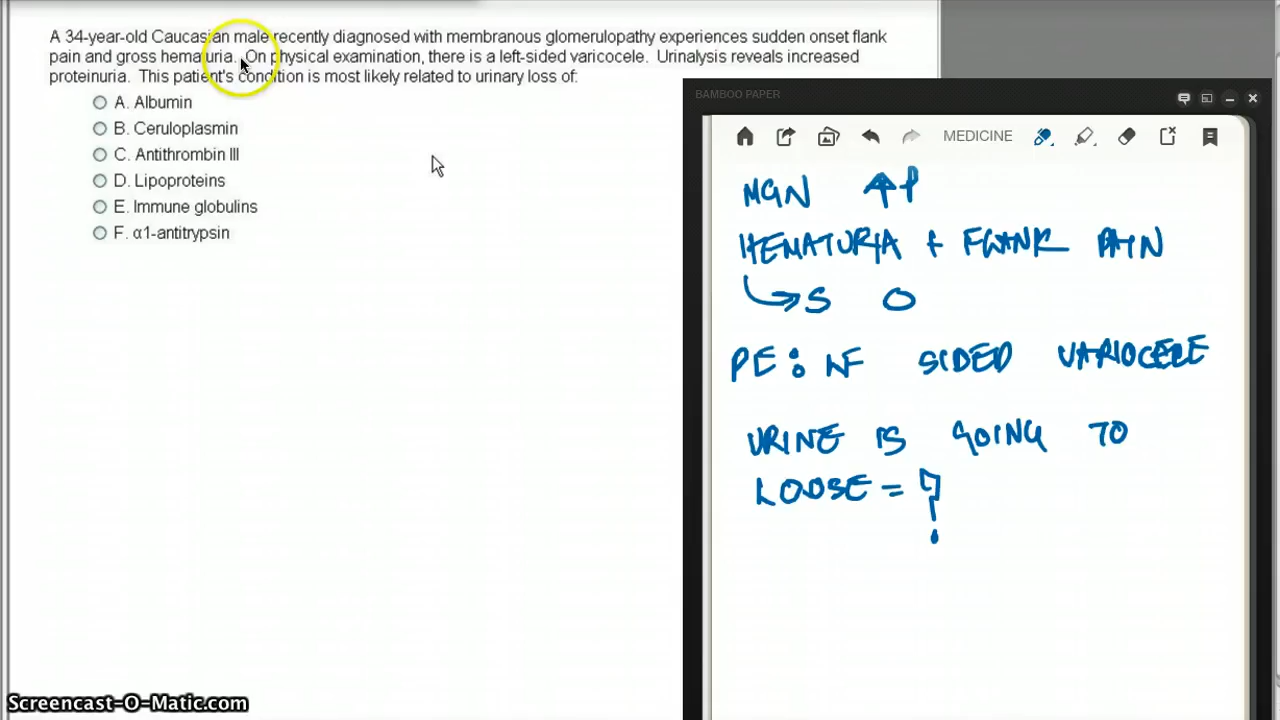 A 34-year-old Caucasian male recently diagnosed with membranous glomerulopathy experiences sudden onset flank
pain and gross hematuria. On physical examination, there is a left-sided varicocele. Urinalysis reveals increased
proteinuria. This patient's condition is most likely related to urinary loss of:
A. Albumin
B. Ceruloplasmin
C. Antithrombin III
D. Lipoproteins
E. Immune globulins
F. α1-antitrypsin
BAMBOO PAPER
MEDICINE
MGN ↑P
HEMATURIA + FLANK PAIN
↳ S O
PE: LF SIDED VARIOCELE
URINE IS GOING TO
LOOSE = ?
Screencast-O-Matic.com